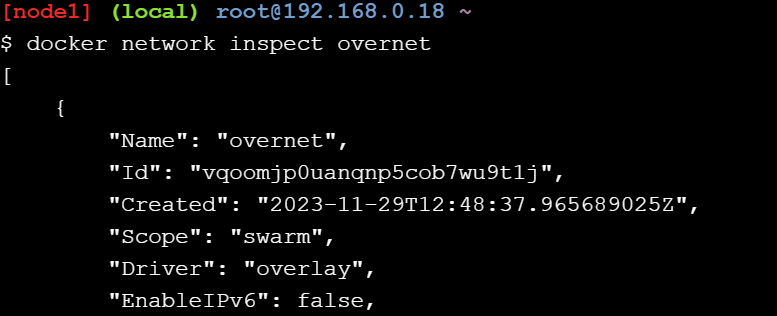 [node1] (local) root@192.168.0.18 ~
$ docker network inspect overnet
[
    {
        "Name": "overnet",
        "Id": "vqoomjp0uanqnp5cob7wu9t1j",
        "Created": "2023-11-29T12:48:37.965689025Z",
        "Scope": "swarm",
        "Driver": "overlay",
        "EnableIPv6": false,